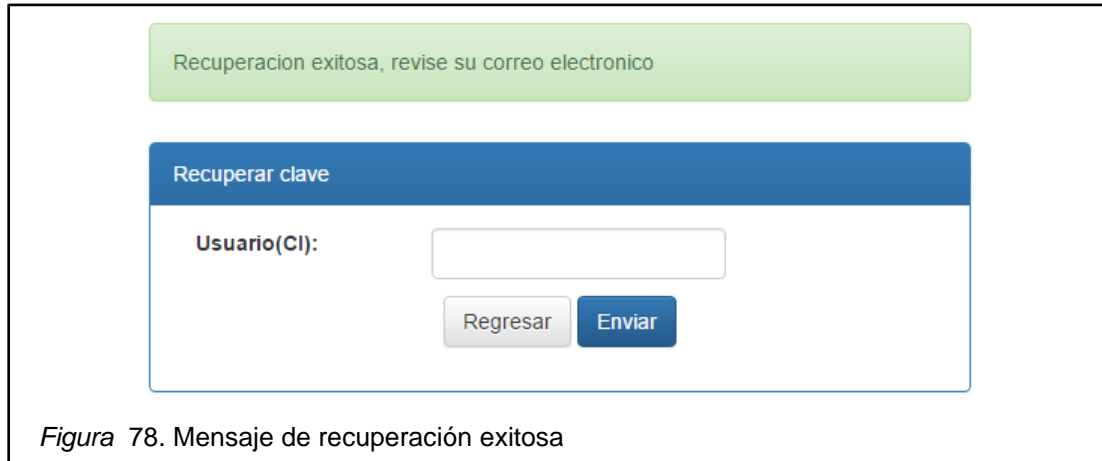 Recuperacion exitosa, revise su correo electronico
Recuperar clave
Usuario(CI):
Regresar Enviar
Figura 78. Mensaje de recuperación exitosa